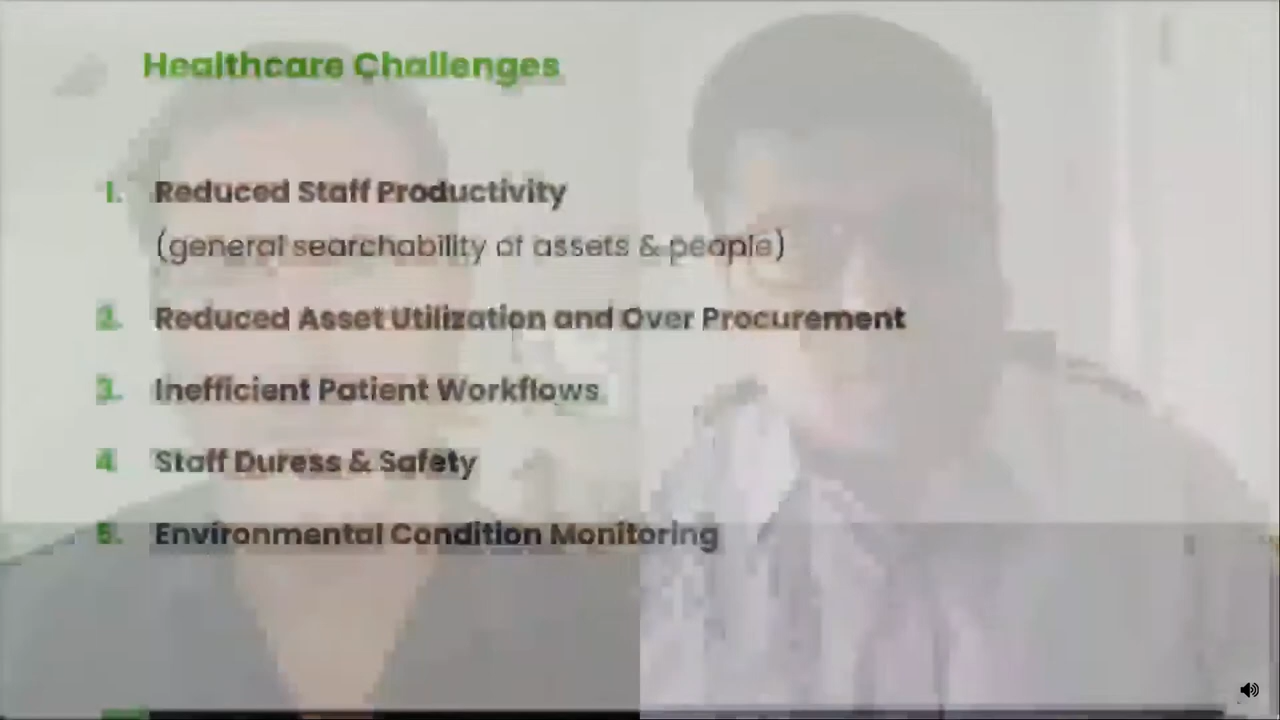 Healthcare Challenges
1. Reduced Staff Productivity
(general searchability of assets & people)
2. Reduced Asset Utilization and Over Procurement
3. Inefficient Patient Workflows
4. Staff Duress & Safety
5. Environmental Condition Monitoring